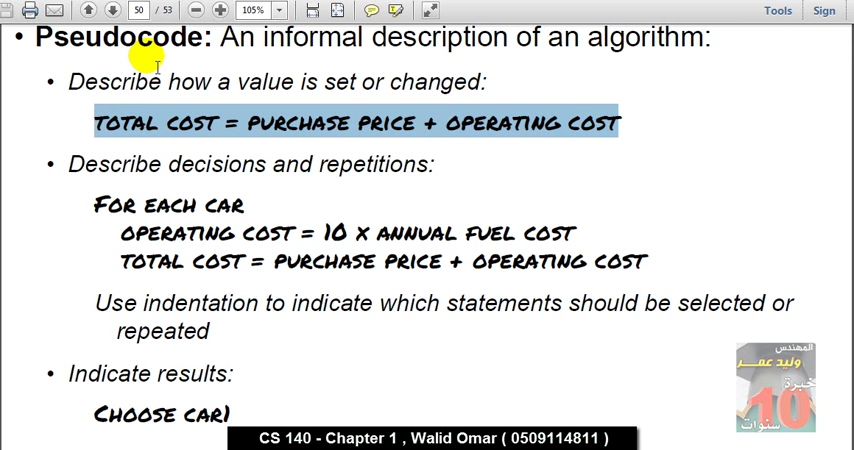 50 / 53
105%
Tools
Sign
• Pseudocode: An informal description of an algorithm:
• Describe how a value is set or changed:
TOTAL COST = PURCHASE PRICE + OPERATING COST
• Describe decisions and repetitions:
FOR EACH CAR
OPERATING COST = 10 X ANNUAL FUEL COST
TOTAL COST = PURCHASE PRICE + OPERATING COST
Use indentation to indicate which statements should be selected or
repeated
• Indicate results:
CHOOSE CAR1
المهندس
وليد عمر
خبرة
10
سنوات
CS 140 - Chapter 1 , Walid Omar ( 0509114811 )